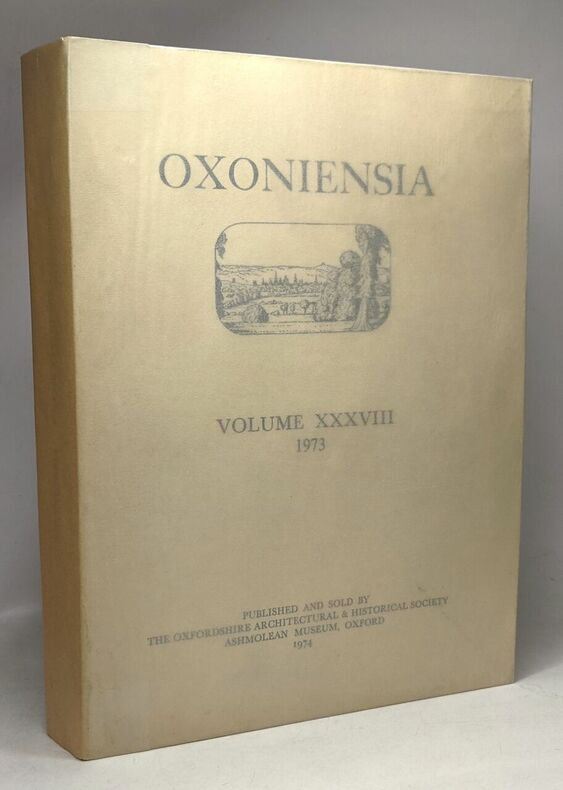 OXONIENSIA
VOLUME XXXVIII
1973
PUBLISHED AND SOLD BY
THE OXFORDSHIRE ARCHITECTURAL & HISTORICAL SOCIETY
ASHMOLEAN MUSEUM, OXFORD
1974